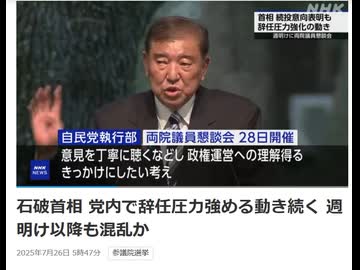 首相 続投意向表明も
辞任圧力強化の動き
週明けに両院議員懇談会
自民党執行部 両院議員懇談会 28日開催
意見を丁寧に聴くなどし 政権運営への理解得る
きっかけにしたい考え
NHK
NEWS
石破首相 党内で辞任圧力強める動き続く 週
明け以降も混乱か
2025年7月26日 5時47分 参議院選挙